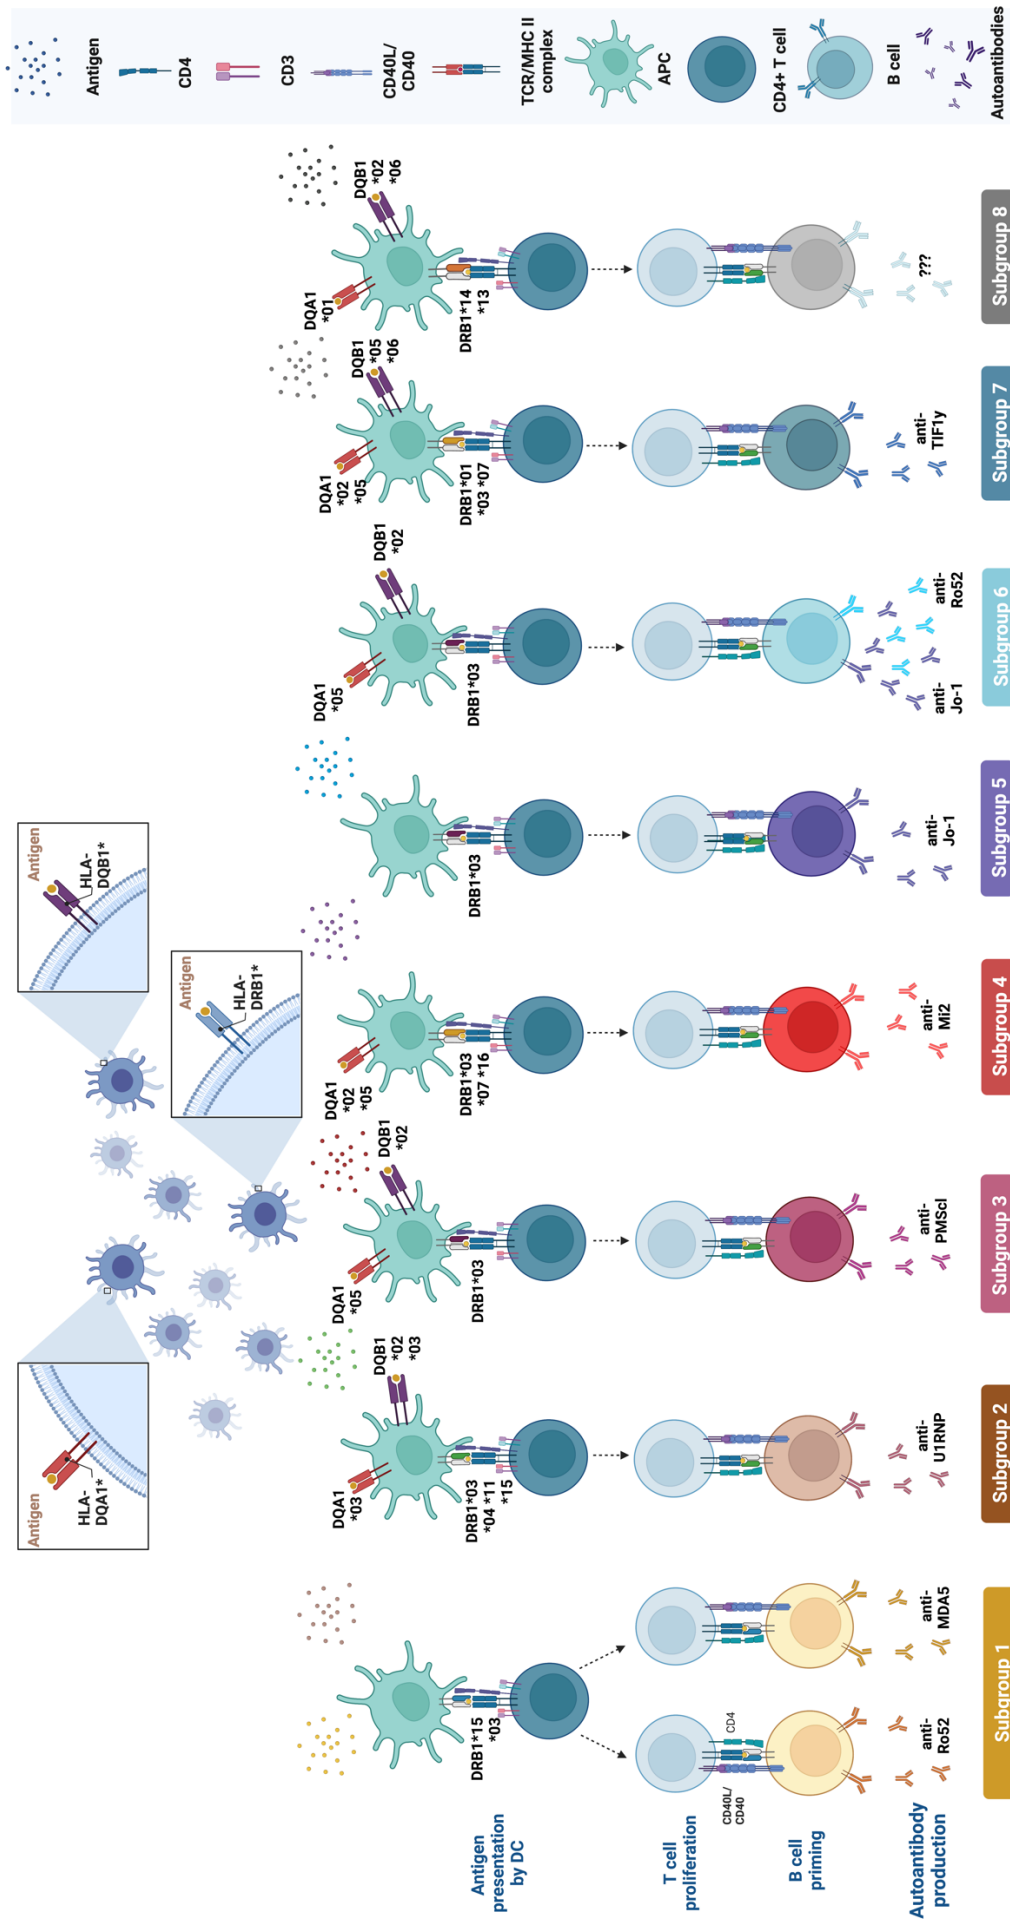 Antigen
HLA-
DQA1*
Antigen
HLA-
DRB1*
Antigen
HLA-
DQB1*
Antigen
presentation
by DC
T cell
proliferation
B cell
priming
Autoantibody
production
DRB1*15
*03
CD40L/
CD40
CD4
anti-
Ro52
anti-
MDA5
Subgroup 1
DQA1
*03
DQB1
*02
*03
DRB1*03
*04 *11
*15
anti-
U1RNP
Subgroup 2
DQA1
*05
DQB1
*02
DRB1*03
anti-
PMScl
Subgroup 3
DQA1
*02
*05
DRB1*03
*07 *16
anti-
Mi2
Subgroup 4
DRB1*03
anti-
Jo-1
Subgroup 5
DQA1
*05
DQB1
*02
DRB1*03
anti-
Jo-1
anti-
Ro52
Subgroup 6
DQA1
*02
*05
DQB1
*05
*06
DRB1*01
*03 *07
anti-
TIF1y
Subgroup 7
DQA1
*01
DQB1
*02
*06
DRB1*14
*13
???
Subgroup 8
Antigen
CD4
CD3
CD40L/
CD40
TCR/MHC II
complex
APC
CD4+ T cell
B cell
Autoantibodies